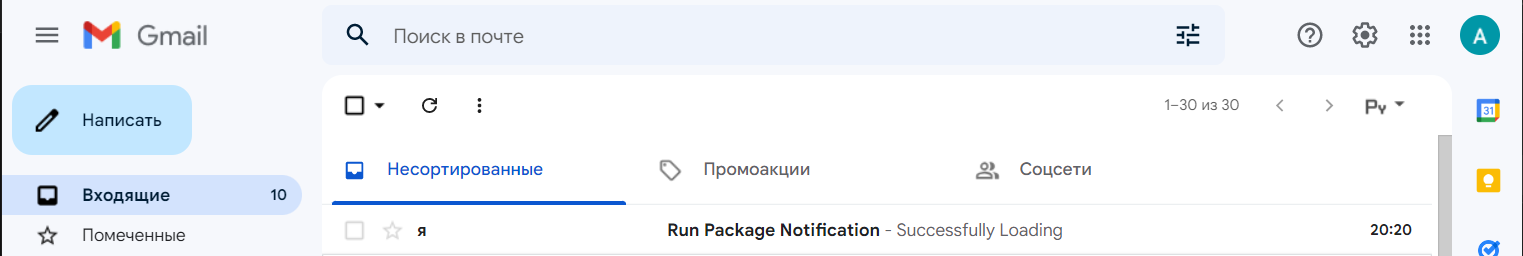 Gmail
Поиск в почте
A
Написать
1–30 из 30
Ру
31
Несортированные
Промоакции
Соцсети
Входящие 10
я Run Package Notification - Successfully Loading 20:20
Помеченные